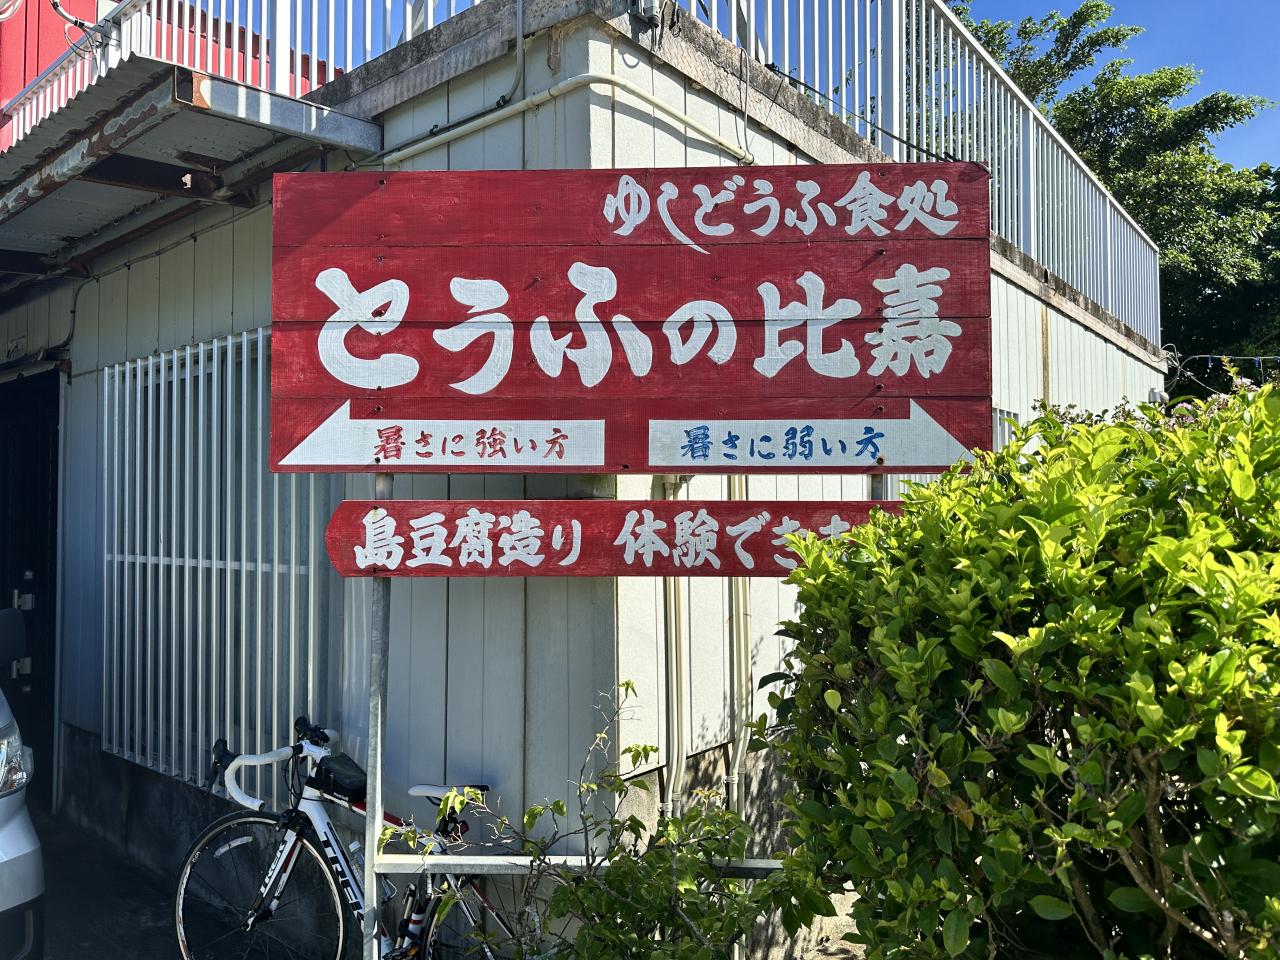 ゆしどうふ食処
とうふの比嘉
暑さに強い方
暑さに弱い方
島豆腐造り 体験でき
TREK